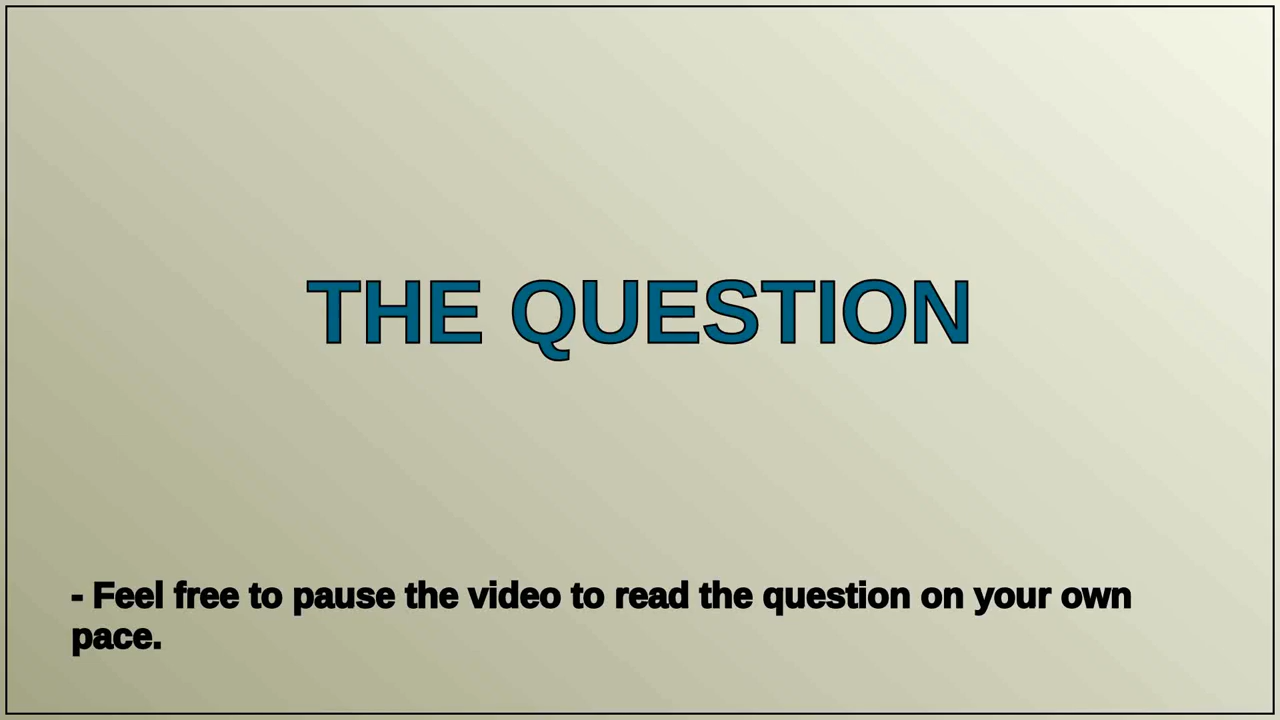 THE QUESTION
- Feel free to pause the video to read the question on your own
pace.